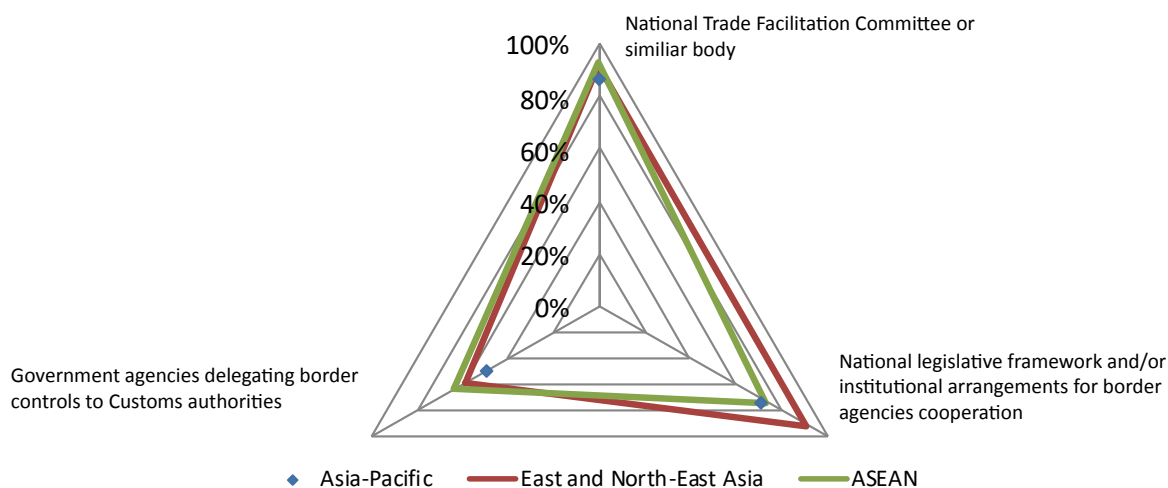 National Trade Facilitation Committee or
similiar body
100%
80%
60%
40%
20%
0%
Government agencies delegating border
controls to Customs authorities
National legislative framework and/or
institutional arrangements for border
agencies cooperation
Asia-Pacific
East and North-East Asia
ASEAN